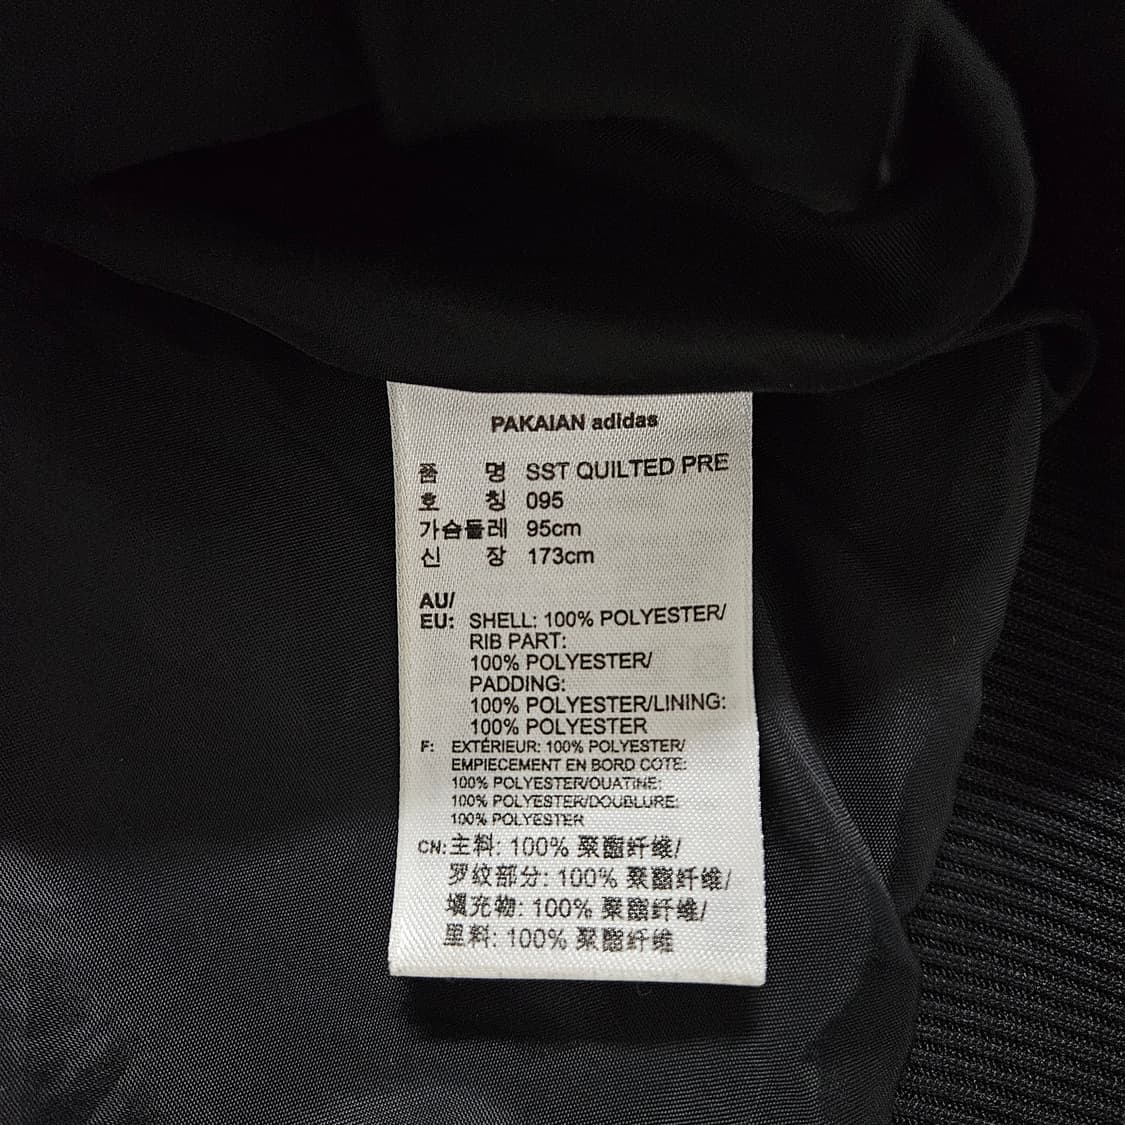 PAKAIAN adidas
품 명 SST QUILTED PRE
호 칭 095
가슴둘레 95cm
신 장 173cm
AU/
EU: SHELL: 100% POLYESTER/
RIB PART:
100% POLYESTER/
PADDING:
100% POLYESTER/LINING:
100% POLYESTER
F: EXTÉRIEUR: 100% POLYESTER/
EMPIECEMENT EN BORD COTE:
100% POLYESTER/OUATINE:
100% POLYESTER/DOUBLURE:
100% POLYESTER
CN: 主料: 100% 聚酯纤维/
罗纹部分: 100% 聚酯纤维/
填充物: 100% 聚酯纤维/
里料: 100% 聚酯纤维